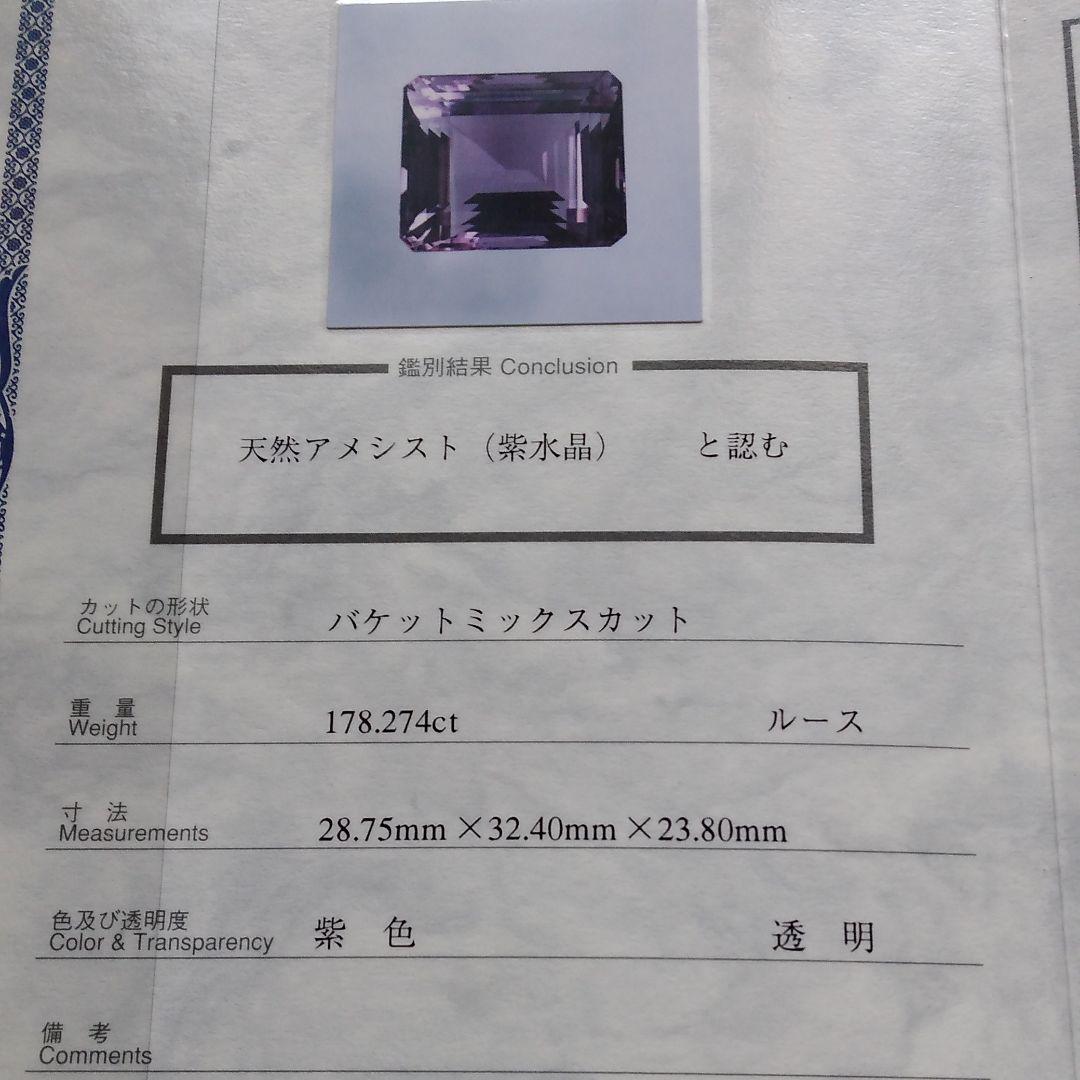 鑑別結果 Conclusion
天然アメシスト（紫水晶） と認む
カットの形状
Cutting Style
バケットミックスカット
重 量
Weight
178.274ct ルース
寸 法
Measurements
28.75mm×32.40mm×23.80mm
色及び透明度
Color & Transparency
紫 色 透 明
備 考
Comments